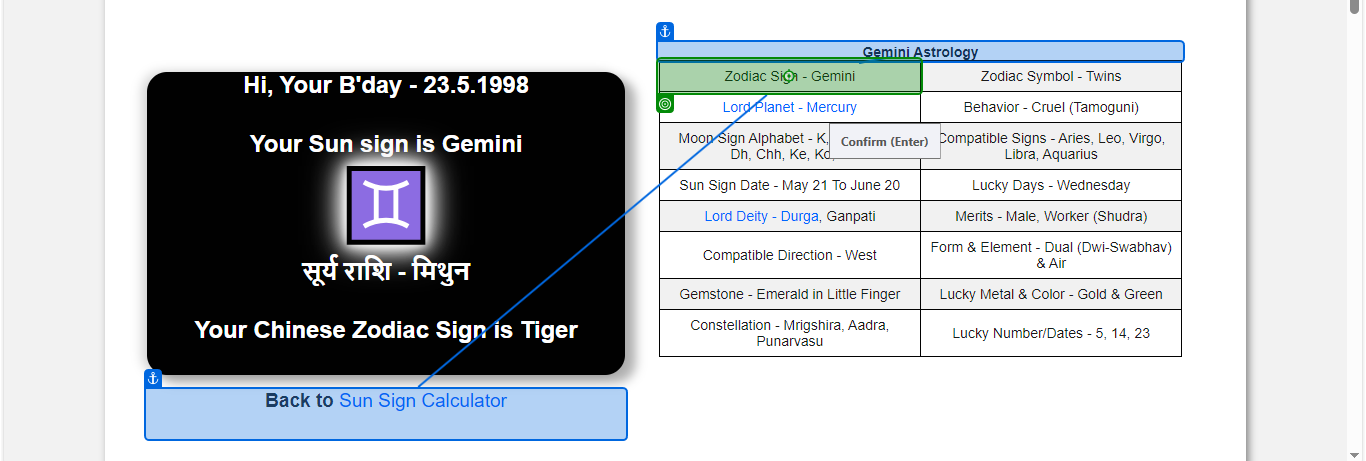 Hi, Your B'day - 23.5.1998
Your Sun sign is Gemini
सूर्य राशि - मिथुन
Your Chinese Zodiac Sign is Tiger
Back to Sun Sign Calculator
Gemini Astrology
Zodiac Sign - Gemini
Zodiac Symbol - Twins
Lord Planet - Mercury
Behavior - Cruel (Tamoguni)
Moon Sign Alphabet - K,
Dh, Chh, Ke, Ko,
Confirm (Enter)
Compatible Signs - Aries, Leo, Virgo,
Libra, Aquarius
Sun Sign Date - May 21 To June 20
Lucky Days - Wednesday
Lord Deity - Durga, Ganpati
Merits - Male, Worker (Shudra)
Compatible Direction - West
Form & Element - Dual (Dwi-Swabhav)
& Air
Gemstone - Emerald in Little Finger
Lucky Metal & Color - Gold & Green
Constellation - Mrigshira, Aadra,
Punarvasu
Lucky Number/Dates - 5, 14, 23